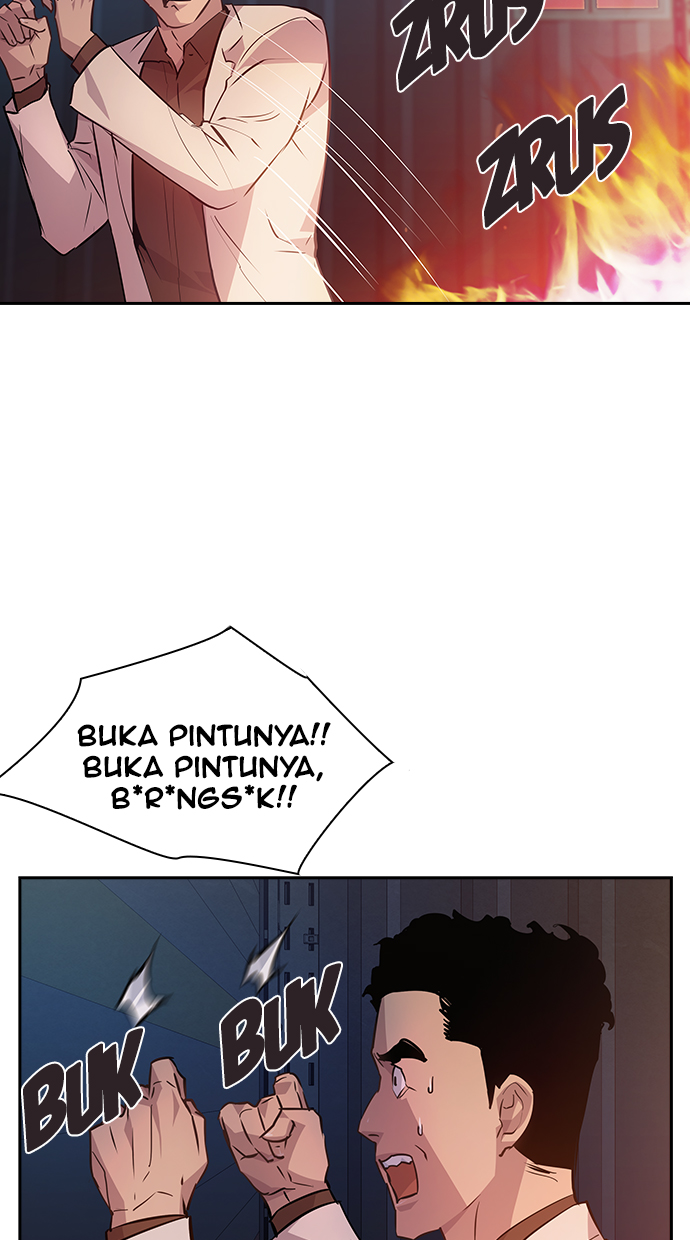 ZRUS
ZRUS
BUKA PINTUNYA!!
BUKA PINTUNYA,
B*R*NGS*K!!
BUK
BUK